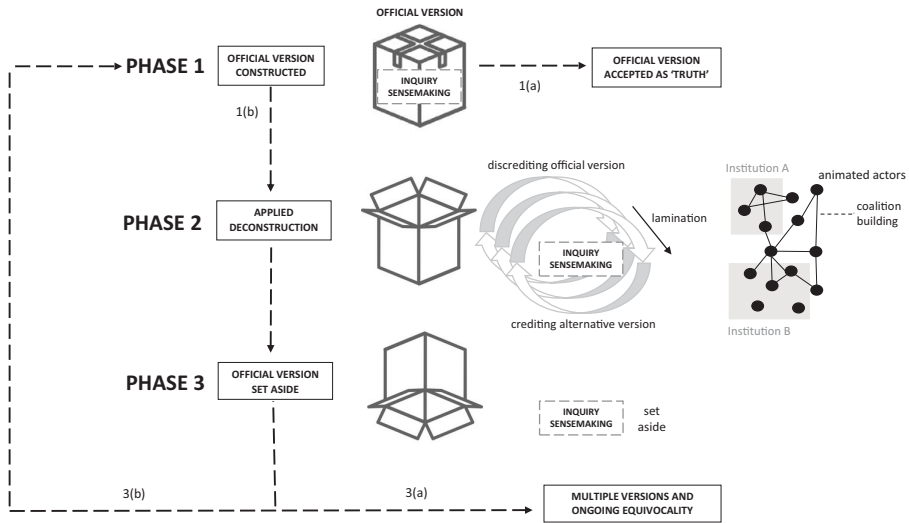 OFFICIAL VERSION
PHASE 1
OFFICIAL VERSION
CONSTRUCTED
INQUIRY
SENSEMAKING
1(a)
OFFICIAL VERSION
ACCEPTED AS ‘TRUTH’
1(b)
discrediting official version
Institution A
animated actors
lamination
coalition
building
PHASE 2
APPLIED
DECONSTRUCTION
INQUIRY
SENSEMAKING
crediting alternative version
Institution B
PHASE 3
OFFICIAL VERSION
SET ASIDE
INQUIRY
SENSEMAKING
set
aside
3(b)
3(a)
MULTIPLE VERSIONS AND
ONGOING EQUIVOCALITY